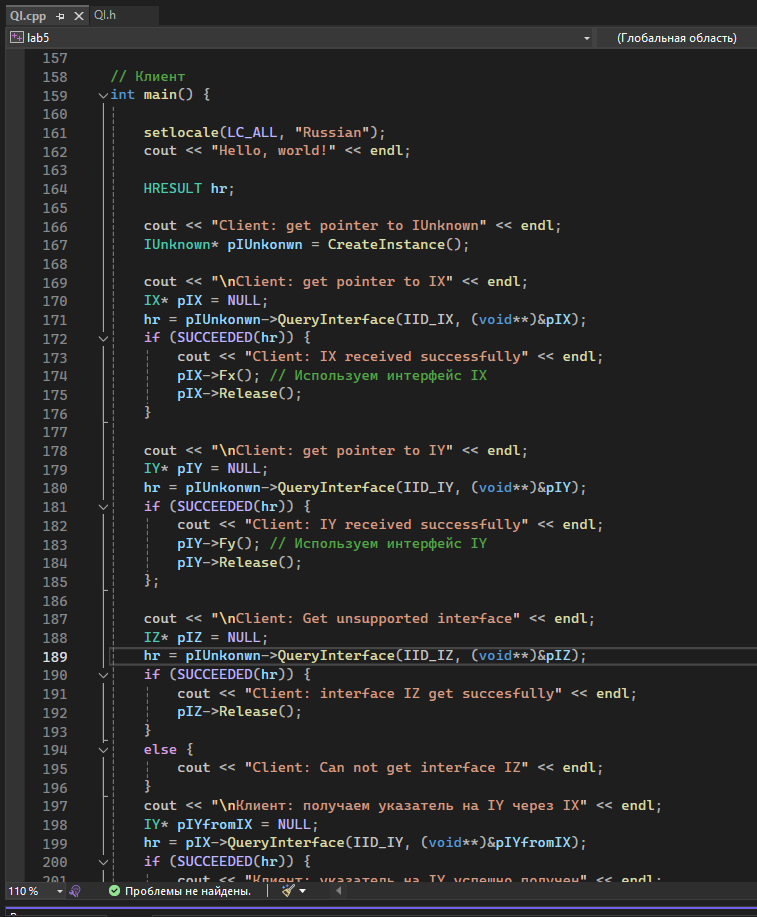 QI.cpp QI.h
lab5 (Глобальная область)
157
158 // Клиент
159 int main() {
160
161 setlocale(LC_ALL, "Russian");
162 cout << "Hello, world!" << endl;
163
164 HRESULT hr;
165
166 cout << "Client: get pointer to IUnknown" << endl;
167 IUnknown* pIUnkonwn = CreateInstance();
168
169 cout << "\nClient: get pointer to IX" << endl;
170 IX* pIX = NULL;
171 hr = pIUnkonwn->QueryInterface(IID_IX, (void**)&pIX);
172 if (SUCCEEDED(hr)) {
173 cout << "Client: IX received successfully" << endl;
174 pIX->Fx(); // Используем интерфейс IX
175 pIX->Release();
176 }
177
178 cout << "\nClient: get pointer to IY" << endl;
179 IY* pIY = NULL;
180 hr = pIUnkonwn->QueryInterface(IID_IY, (void**)&pIY);
181 if (SUCCEEDED(hr)) {
182 cout << "Client: IY received successfully" << endl;
183 pIY->Fy(); // Используем интерфейс IY
184 pIY->Release();
185 };
186
187 cout << "\nClient: Get unsupported interface" << endl;
188 IZ* pIZ = NULL;
189 hr = pIUnkonwn->QueryInterface(IID_IZ, (void**)&pIZ);
190 if (SUCCEEDED(hr)) {
191 cout << "Client: interface IZ get succesfully" << endl;
192 pIZ->Release();
193 }
194 else {
195 cout << "Client: Can not get interface IZ" << endl;
196 }
197 cout << "\nКлиент: получаем указатель на IY через IX" << endl;
198 IY* pIYfromIX = NULL;
199 hr = pIX->QueryInterface(IID_IY, (void**)&pIYfromIX);
200 if (SUCCEEDED(hr)) {
201 cout << "Клиент: указатель на IY успешно получен" << endl;
110 % Проблемы не найдены.